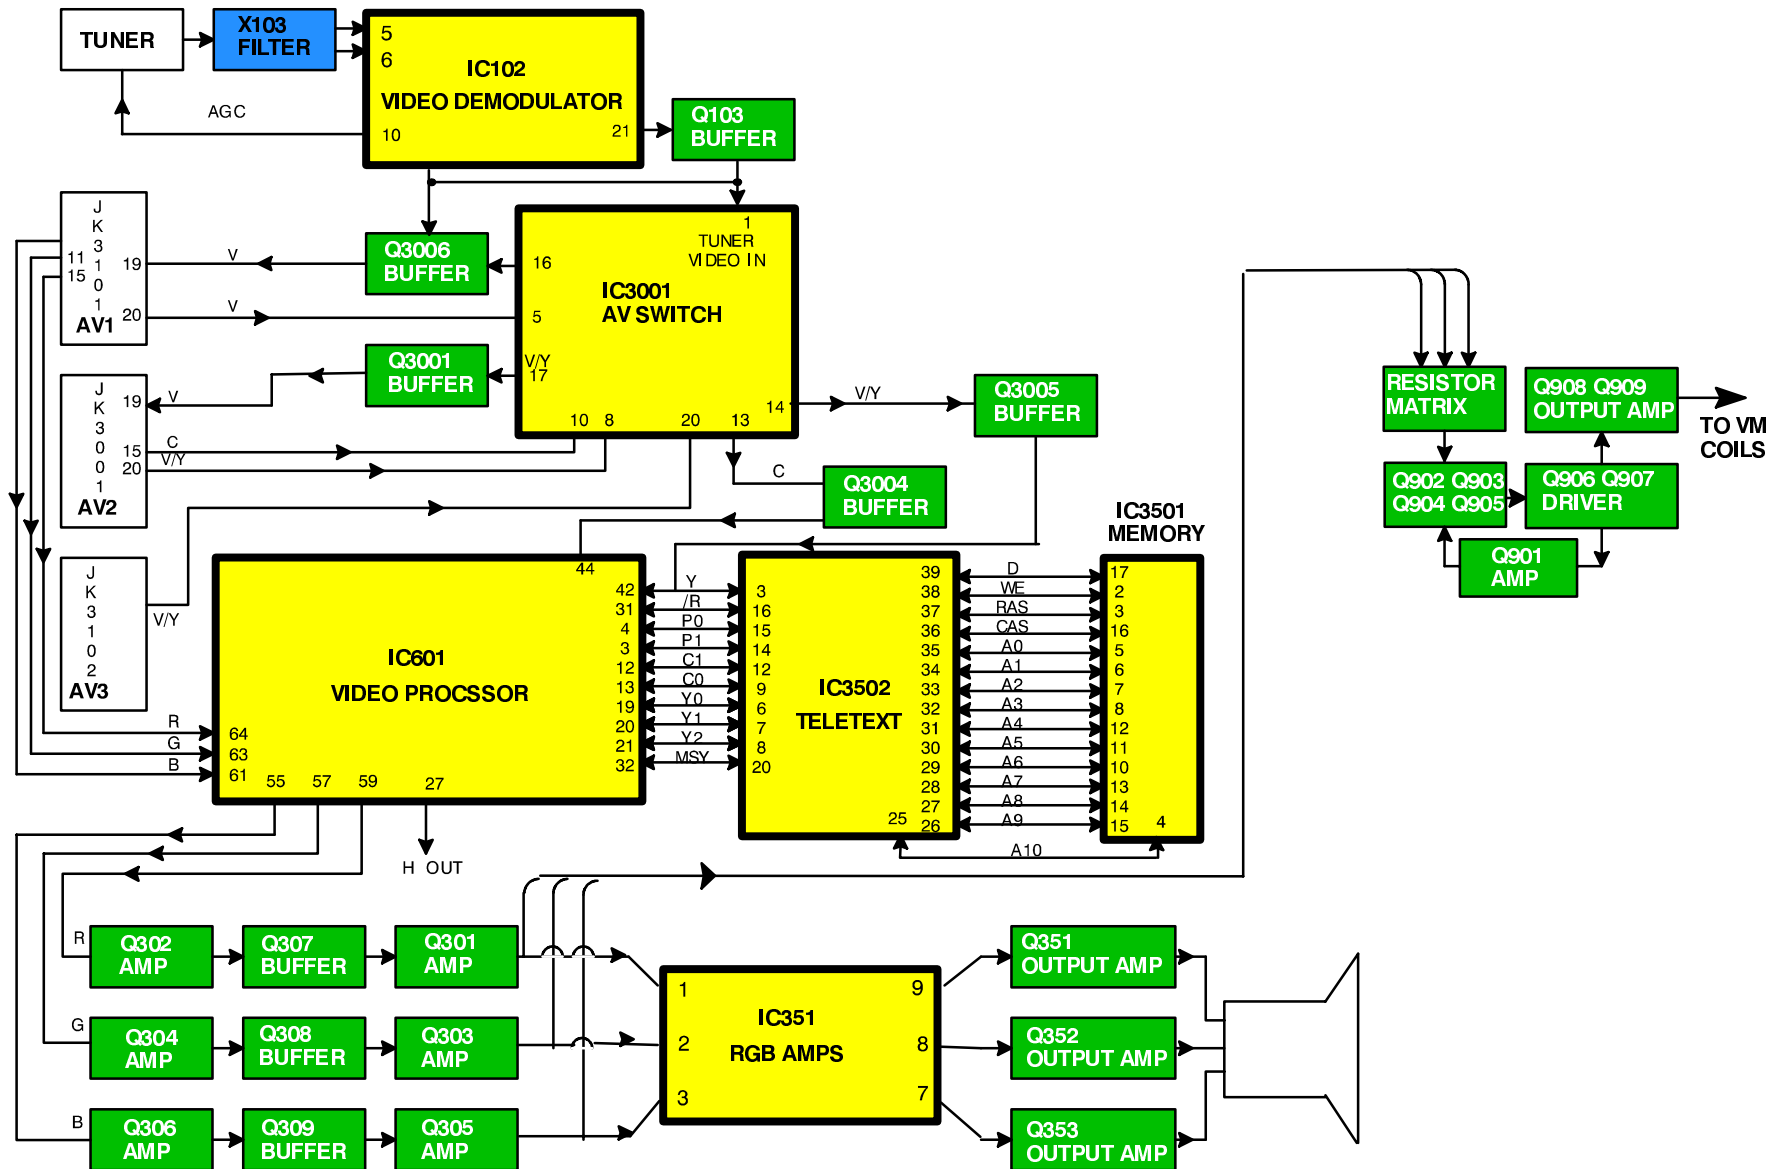 TUNER
X103
FILTER
5
6
IC102
VIDEO DEMODULATOR
10
21
AGC
Q103
BUFFER
J
K
3
1
0
1
11
15
19
20
AV1
V
V
Q3006
BUFFER
1
TUNER
VIDEO IN
16
IC3001
AV SWITCH
5
V/Y
17
14
10
8
20
13
Q3001
BUFFER
J
K
3
0
0
1
19
15
20
AV2
V
C
V/Y
V/Y
Q3005
BUFFER
C
Q3004
BUFFER
J
K
3
1
0
2
AV3
V/Y
RESISTOR
MATRIX
Q908 Q909
OUTPUT AMP
TO VM
COILS
Q902 Q903
Q904 Q905
Q906 Q907
DRIVER
Q901
AMP
IC3501
MEMORY
44
IC601
VIDEO PROCSSOR
42
31
4
3
12
13
19
20
21
32
64
63
61
55
57
59
27
R
G
B
H OUT
Y
/R
P0
P1
C1
C0
Y0
Y1
Y2
MSY
3
16
15
14
12
9
6
7
8
20
IC3502
TELETEXT
39
38
37
36
35
34
33
32
31
30
29
28
27
26
25
D
WE
RAS
CAS
A0
A1
A2
A3
A4
A5
A6
A7
A8
A9
A10
17
2
3
16
5
6
7
8
12
11
10
13
14
15
4
R
Q302
AMP
Q307
BUFFER
Q301
AMP
G
Q304
AMP
Q308
BUFFER
Q303
AMP
B
Q306
AMP
Q309
BUFFER
Q305
AMP
1
2
3
IC351
RGB AMPS
9
8
7
Q351
OUTPUT AMP
Q352
OUTPUT AMP
Q353
OUTPUT AMP